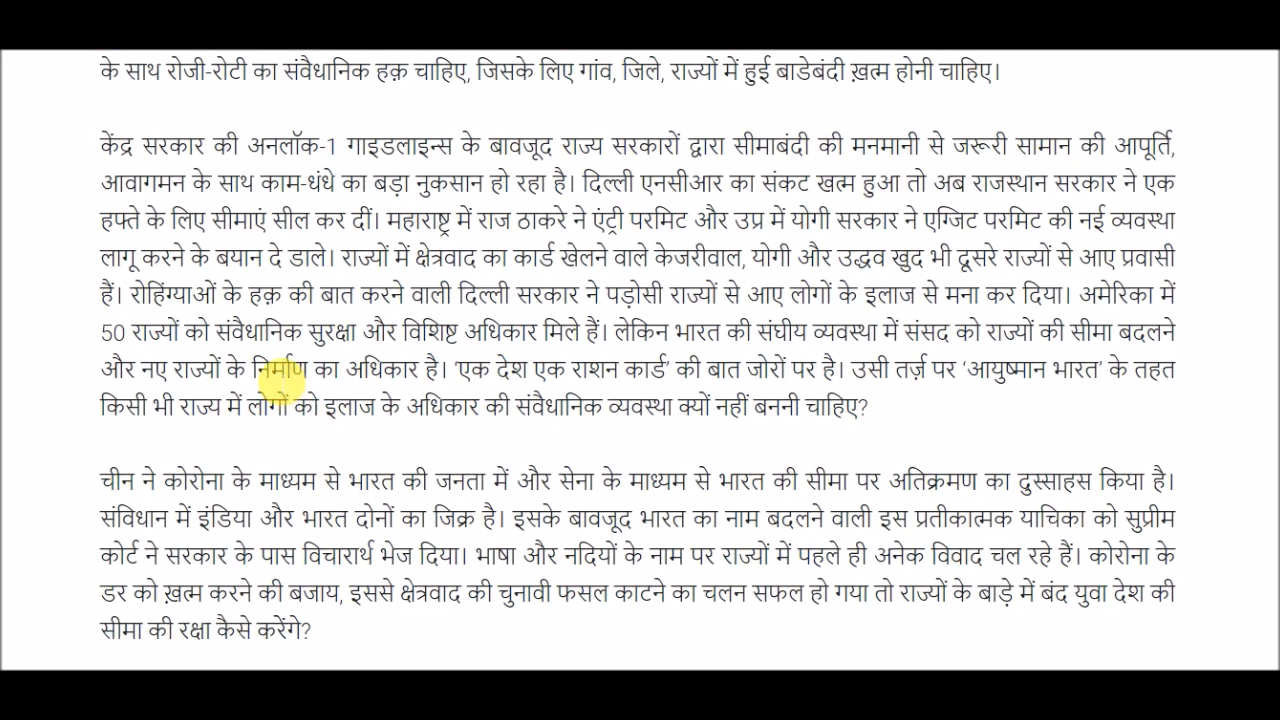 के साथ रोजी-रोटी का संवैधानिक हक़ चाहिए, जिसके लिए गांव, जिले, राज्यों में हुई बाडेबंदी ख़त्म होनी चाहिए।
केंद्र सरकार की अनलॉक-1 गाइडलाइन्स के बावजूद राज्य सरकारों द्वारा सीमाबंदी की मनमानी से जरूरी सामान की आपूर्ति,
आवागमन के साथ काम-धंधे का बड़ा नुकसान हो रहा है। दिल्ली एनसीआर का संकट खत्म हुआ तो अब राजस्थान सरकार ने एक
हफ्ते के लिए सीमाएं सील कर दीं। महाराष्ट्र में राज ठाकरे ने एंट्री परमिट और उप्र में योगी सरकार ने एग्जिट परमिट की नई व्यवस्था
लागू करने के बयान दे डाले। राज्यों में क्षेत्रवाद का कार्ड खेलने वाले केजरीवाल, योगी और उद्धव खुद भी दूसरे राज्यों से आए प्रवासी
हैं। रोहिंग्याओं के हक़ की बात करने वाली दिल्ली सरकार ने पड़ोसी राज्यों से आए लोगों के इलाज से मना कर दिया। अमेरिका में
50 राज्यों को संवैधानिक सुरक्षा और विशिष्ट अधिकार मिले हैं। लेकिन भारत की संघीय व्यवस्था में संसद को राज्यों की सीमा बदलने
और नए राज्यों के निर्माण का अधिकार है। ‘एक देश एक राशन कार्ड’ की बात जोरों पर है। उसी तर्ज़ पर ‘आयुष्मान भारत’ के तहत
किसी भी राज्य में लोगों को इलाज के अधिकार की संवैधानिक व्यवस्था क्यों नहीं बननी चाहिए?
चीन ने कोरोना के माध्यम से भारत की जनता में और सेना के माध्यम से भारत की सीमा पर अतिक्रमण का दुस्साहस किया है।
संविधान में इंडिया और भारत दोनों का जिक्र है। इसके बावजूद भारत का नाम बदलने वाली इस प्रतीकात्मक याचिका को सुप्रीम
कोर्ट ने सरकार के पास विचारार्थ भेज दिया। भाषा और नदियों के नाम पर राज्यों में पहले ही अनेक विवाद चल रहे हैं। कोरोना के
डर को ख़त्म करने की बजाय, इससे क्षेत्रवाद की चुनावी फसल काटने का चलन सफल हो गया तो राज्यों के बाड़े में बंद युवा देश की
सीमा की रक्षा कैसे करेंगे?